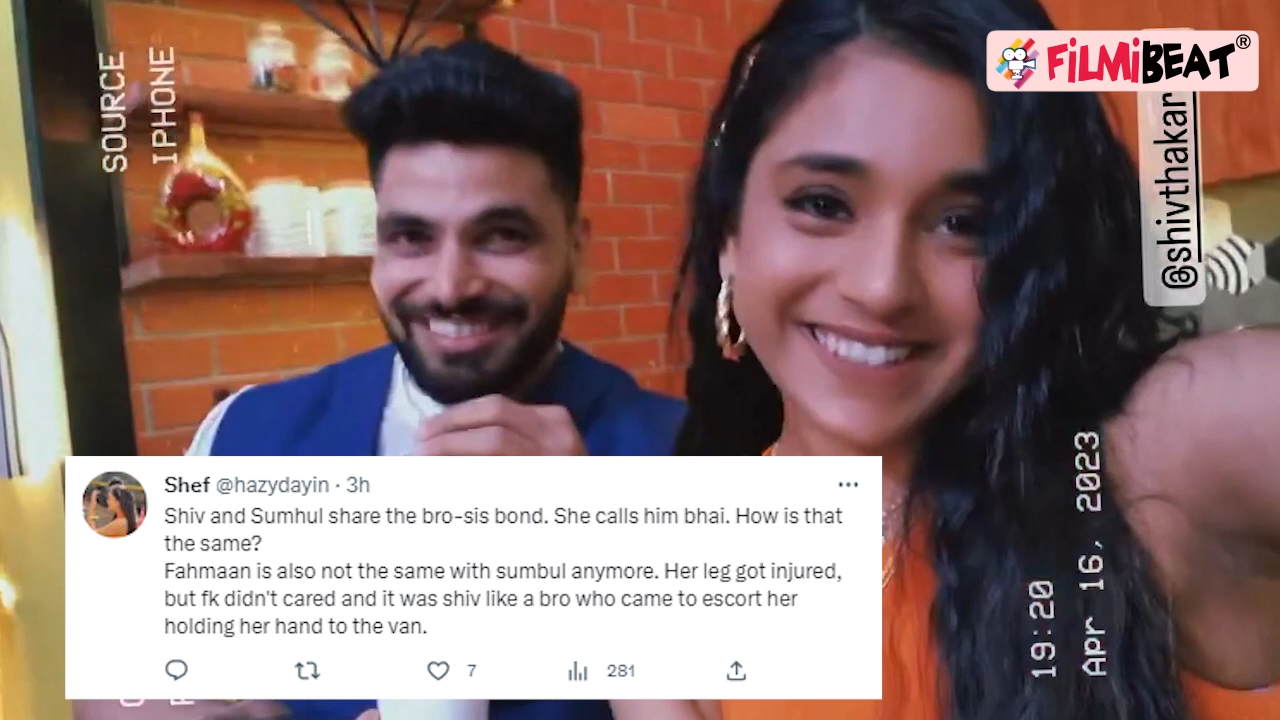 SOURCE
IPHONE
FiLMiBEAT®
@shivthakar
Shef @hazydayin · 3h
Shiv and Sumhul share the bro-sis bond. She calls him bhai. How is that
the same?
Fahmaan is also not the same with sumbul anymore. Her leg got injured,
but fk didn't cared and it was shiv like a bro who came to escort her
holding her hand to the van.
7
281
19:20
Apr 16, 2023